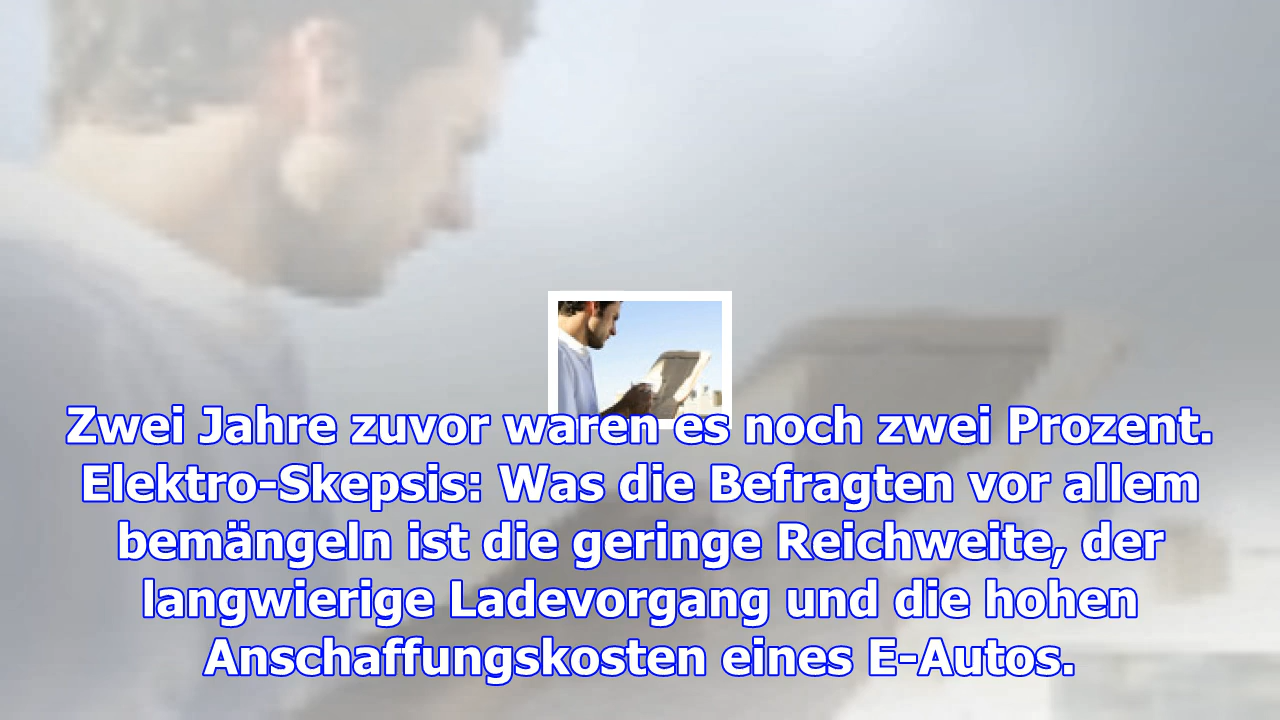 Zwei Jahre zuvor waren es noch zwei Prozent.
Elektro-Skepsis: Was die Befragten vor allem
bemängeln ist die geringe Reichweite, der
langwierige Ladevorgang und die hohen
Anschaffungskosten eines E-Autos.